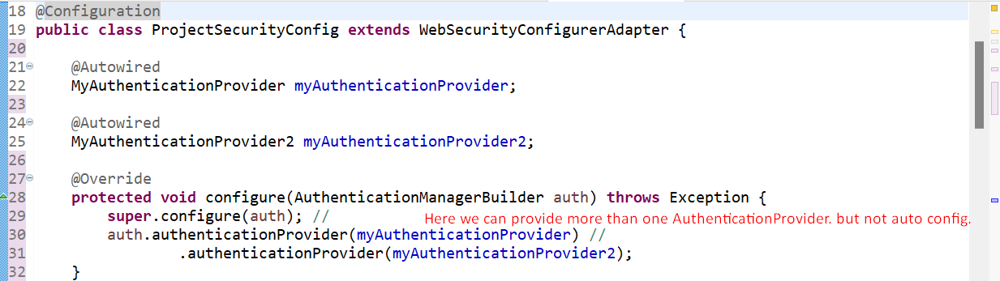 18 @Configuration
19 public class ProjectSecurityConfig extends WebSecurityConfigurerAdapter {
20
21 @Autowired
22 MyAuthenticationProvider myAuthenticationProvider;
23
24 @Autowired
25 MyAuthenticationProvider2 myAuthenticationProvider2;
26
27 @Override
28 protected void configure(AuthenticationManagerBuilder auth) throws Exception {
29 super.configure(auth); // Here we can provide more than one AuthenticationProvider. but not auto config.
30 auth.authenticationProvider(myAuthenticationProvider) //
31 .authenticationProvider(myAuthenticationProvider2);
32 }